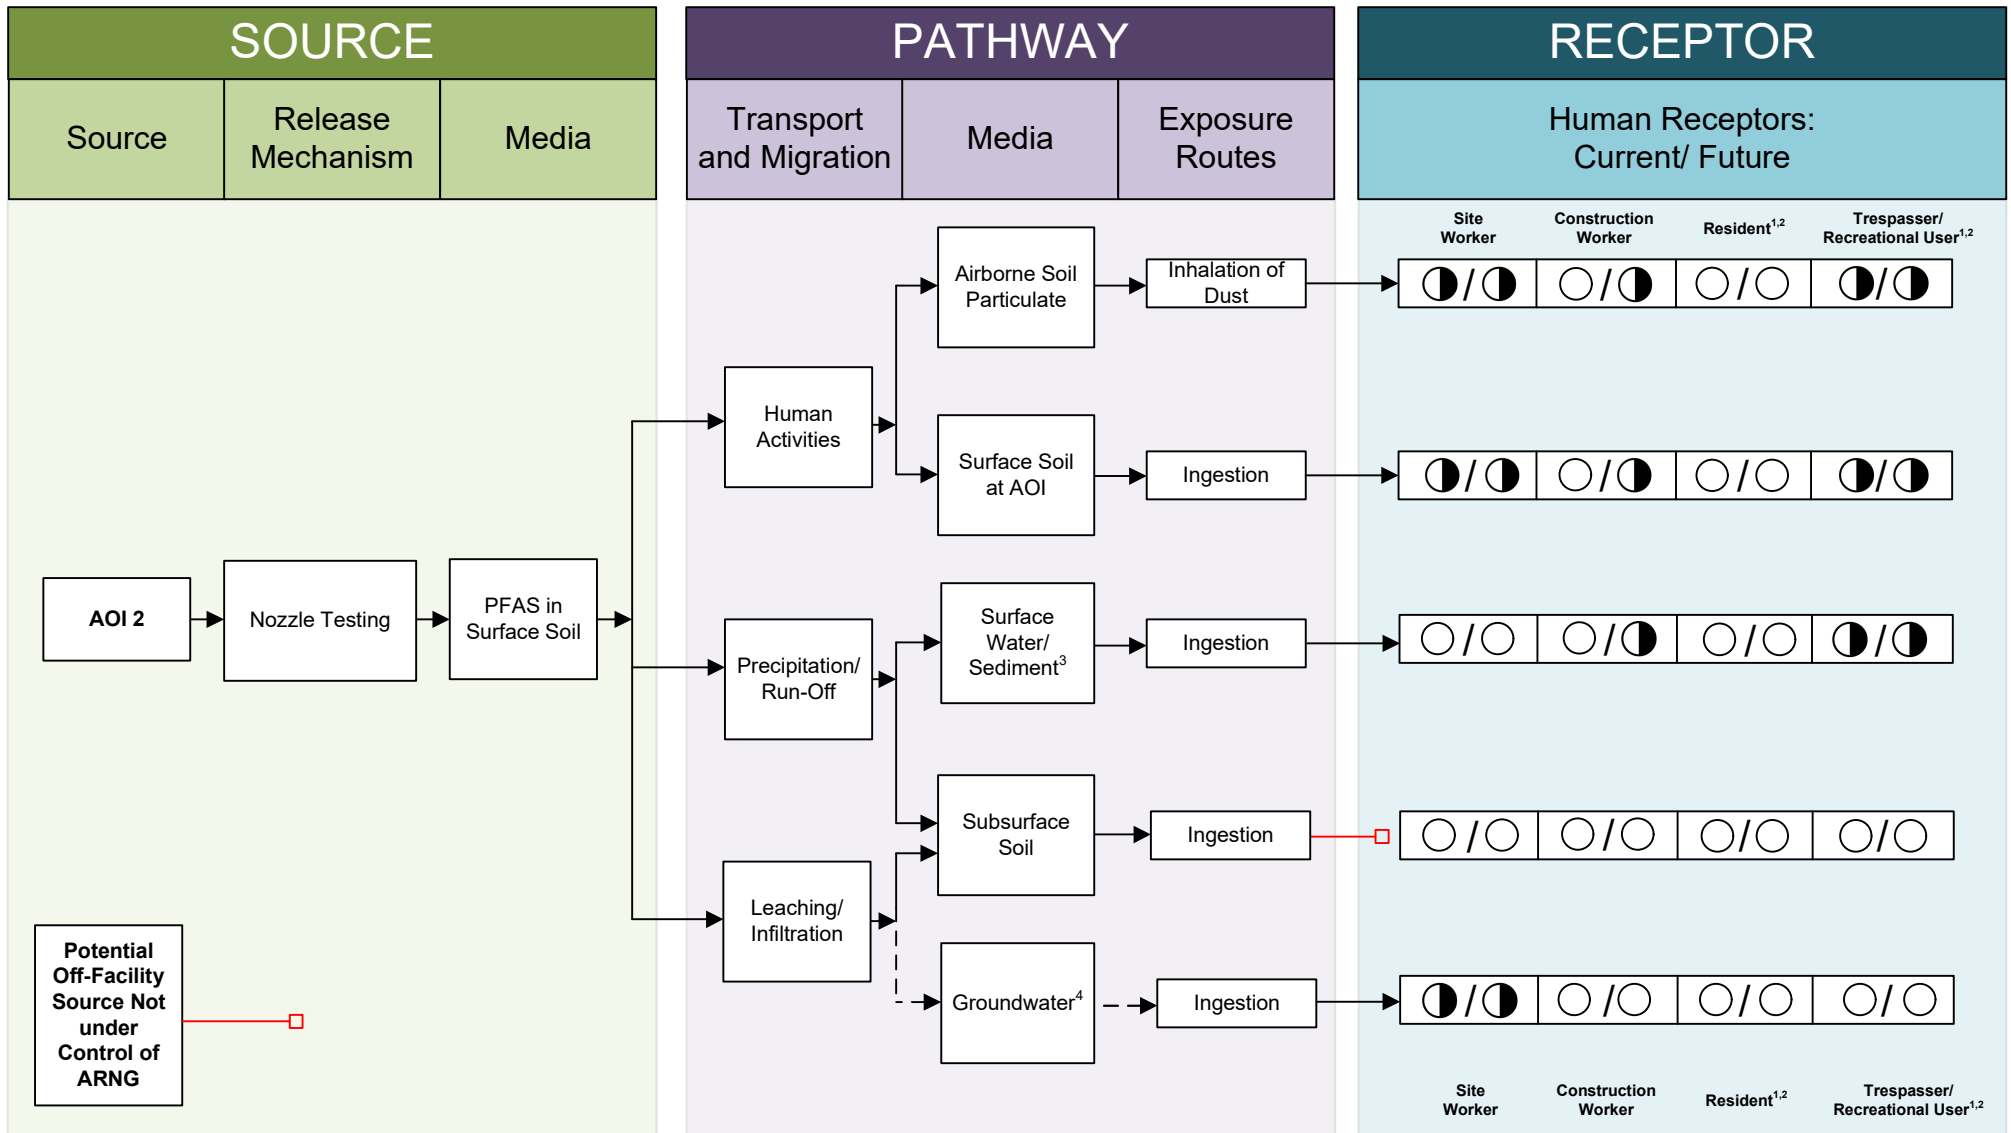 SOURCE
PATHWAY
RECEPTOR
Source
Release
Mechanism
Media
Transport
and Migration
Media
Exposure
Routes
Human Receptors:
Current/ Future
Site
Worker
Construction
Worker
Resident1,2
Trespasser/
Recreational User1,2
Airborne Soil
Particulate
Inhalation of
Dust
/
/
/
/
Human
Activities
Surface Soil
at AOI
Ingestion
/
/
/
/
AOI 2
Nozzle Testing
PFAS in
Surface Soil
Precipitation/
Run-Off
Surface
Water/
Sediment3
Ingestion
/
/
/
/
Subsurface
Soil
Ingestion
/
/
/
/
Leaching/
Infiltration
Groundwater4
Ingestion
/
/
/
/
Potential
Off-Facility
Source Not
under
Control of
ARNG
Site
Worker
Construction
Worker
Resident1,2
Trespasser/
Recreational User1,2